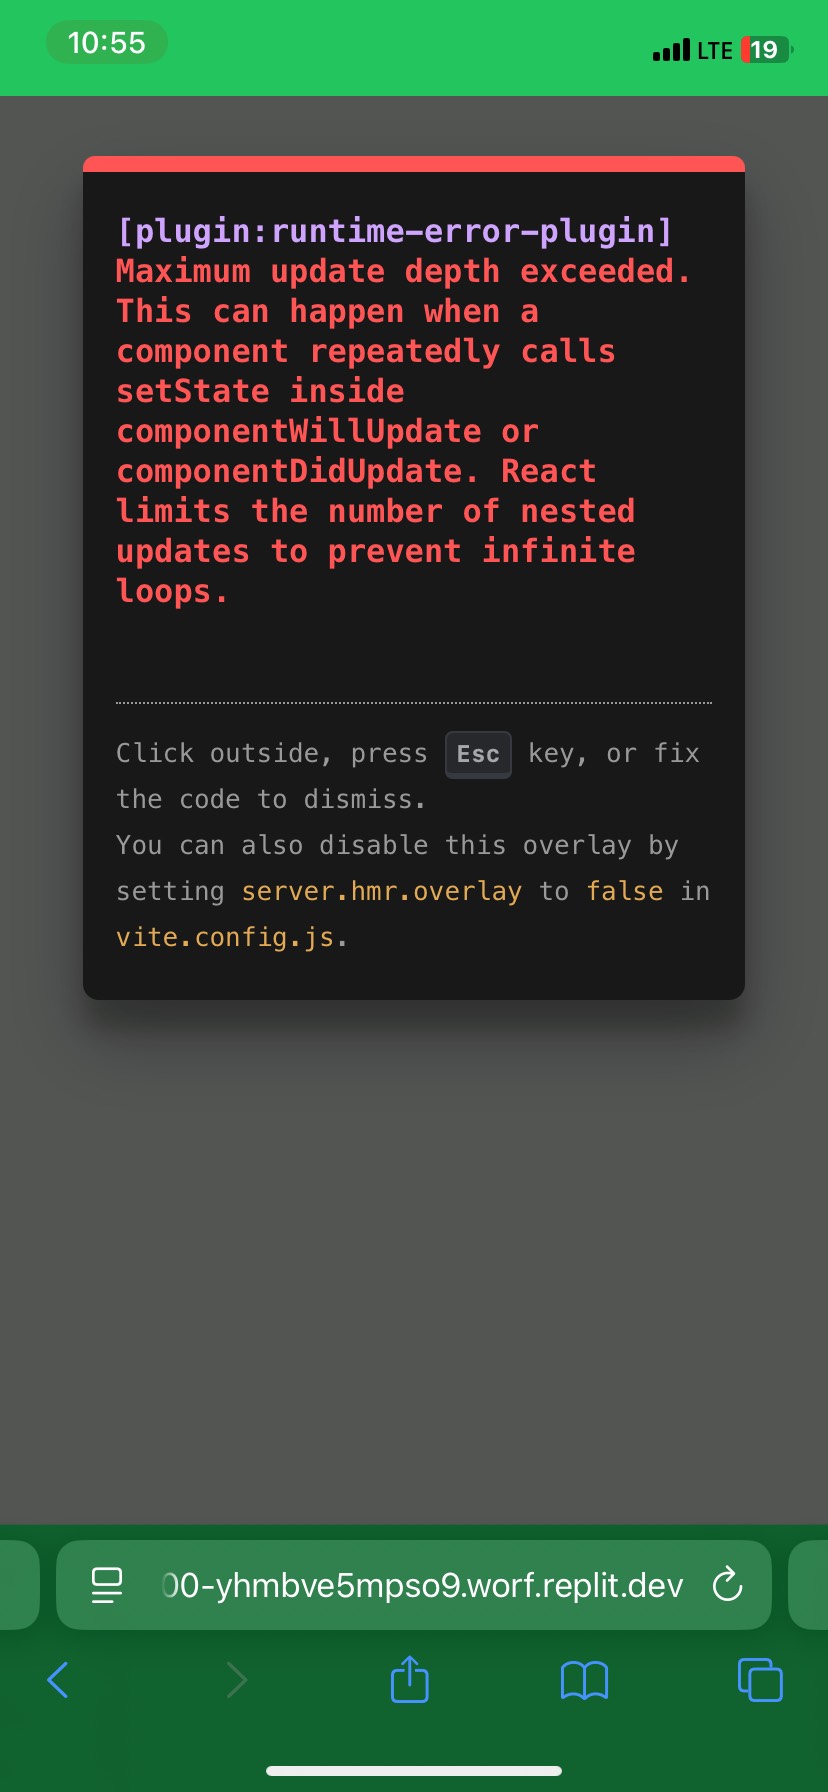 10:55
LTE 19
[plugin:runtime-error-plugin]
Maximum update depth exceeded.
This can happen when a
component repeatedly calls
setState inside
componentWillUpdate or
componentDidUpdate. React
limits the number of nested
updates to prevent infinite
loops.
Click outside, press Esc key, or fix
the code to dismiss.
You can also disable this overlay by
setting server.hmr.overlay to false in
vite.config.js.
00-yhmbve5mpso9.worf.replit.dev